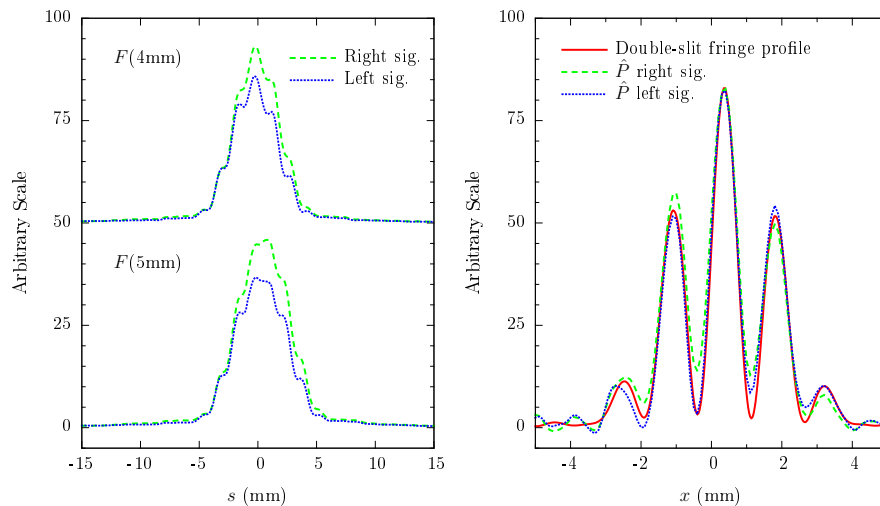 100
75
50
25
0
Arbitrary Scale
F(4mm)
Right sig.
Left sig.
F(5mm)
-15
-10
-5
0
5
10
15
s (mm)
100
75
50
25
0
Arbitrary Scale
Double-slit fringe profile
P̂ right sig.
P̂ left sig.
-4
-2
0
2
4
x (mm)